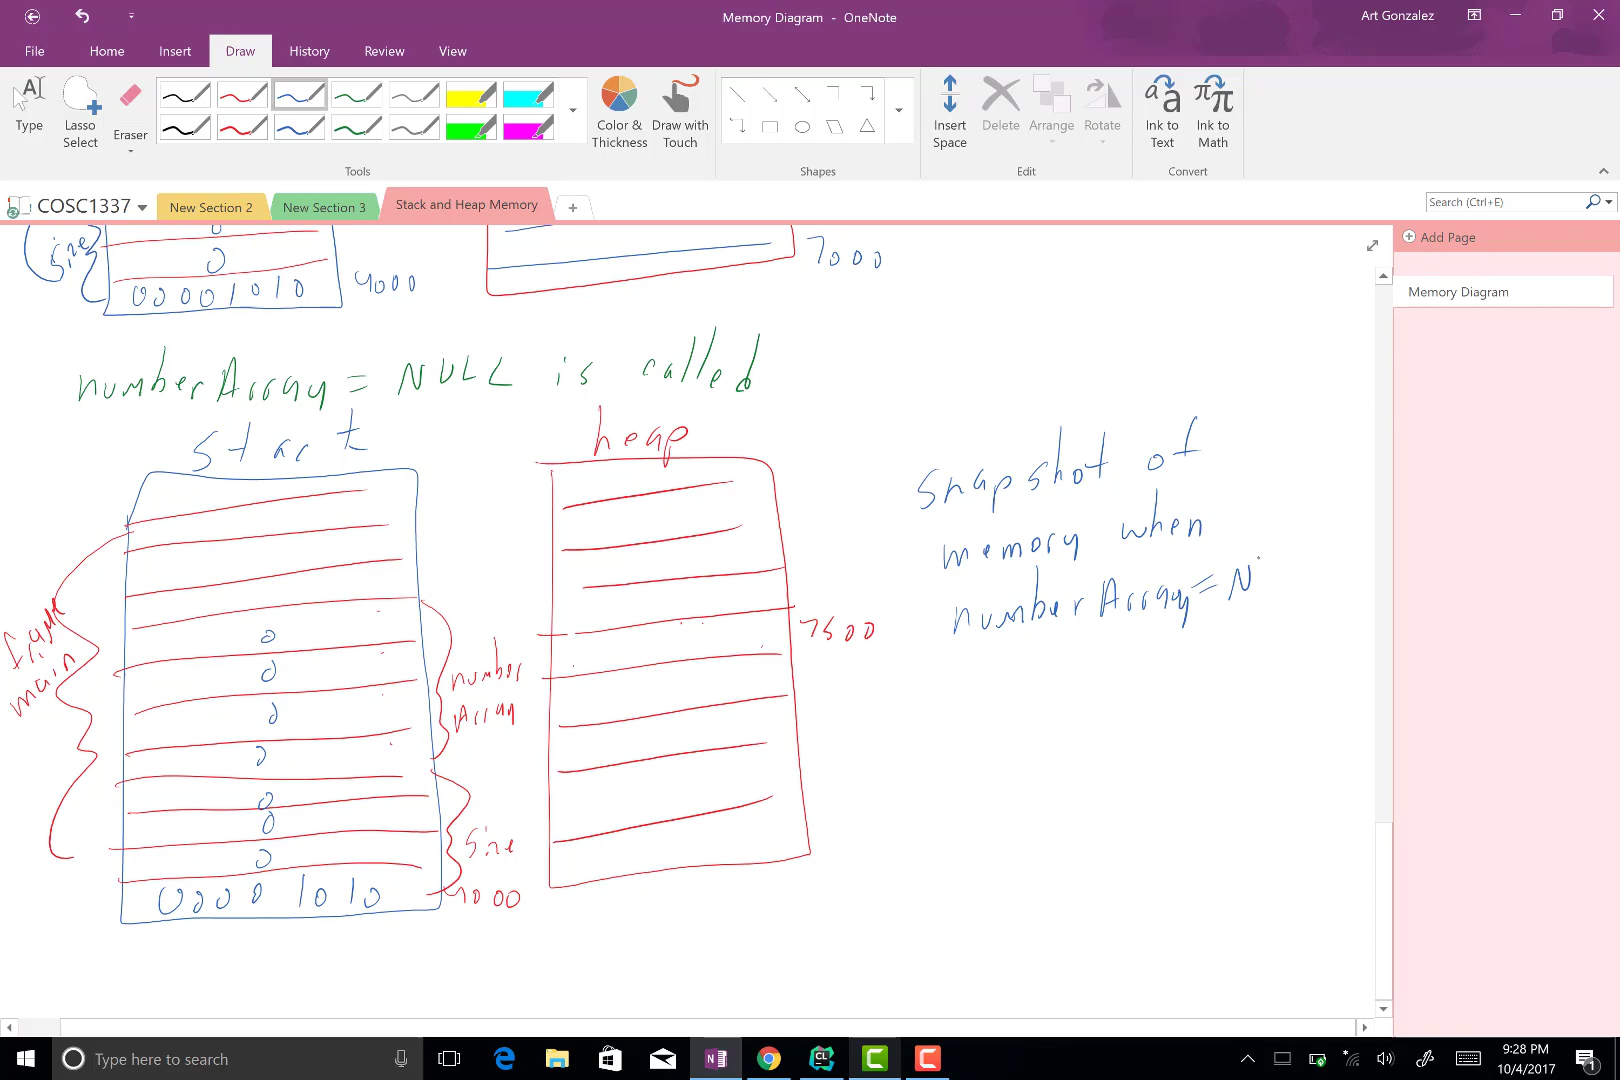 Memory Diagram - OneNote
Art Gonzalez
File Home Insert Draw History Review View
Type
Lasso Select
Eraser
Color & Thickness
Draw with Touch
Insert Space
Delete
Arrange
Rotate
Ink to Text
Ink to Math
Tools
Shapes
Edit
Convert
COSC1337
New Section 2
New Section 3
Stack and Heap Memory
Search (Ctrl+E)
Add Page
Memory Diagram
size
0
0
00001010
4000
7000
numberArray = NULL is called
heap
snapshot of
memory when
numberArray = N
frame
main
0
0
0
0
number
Array
7500
0
0
0
size
00001010
4000
Type here to search
9:28 PM
10/4/2017
1